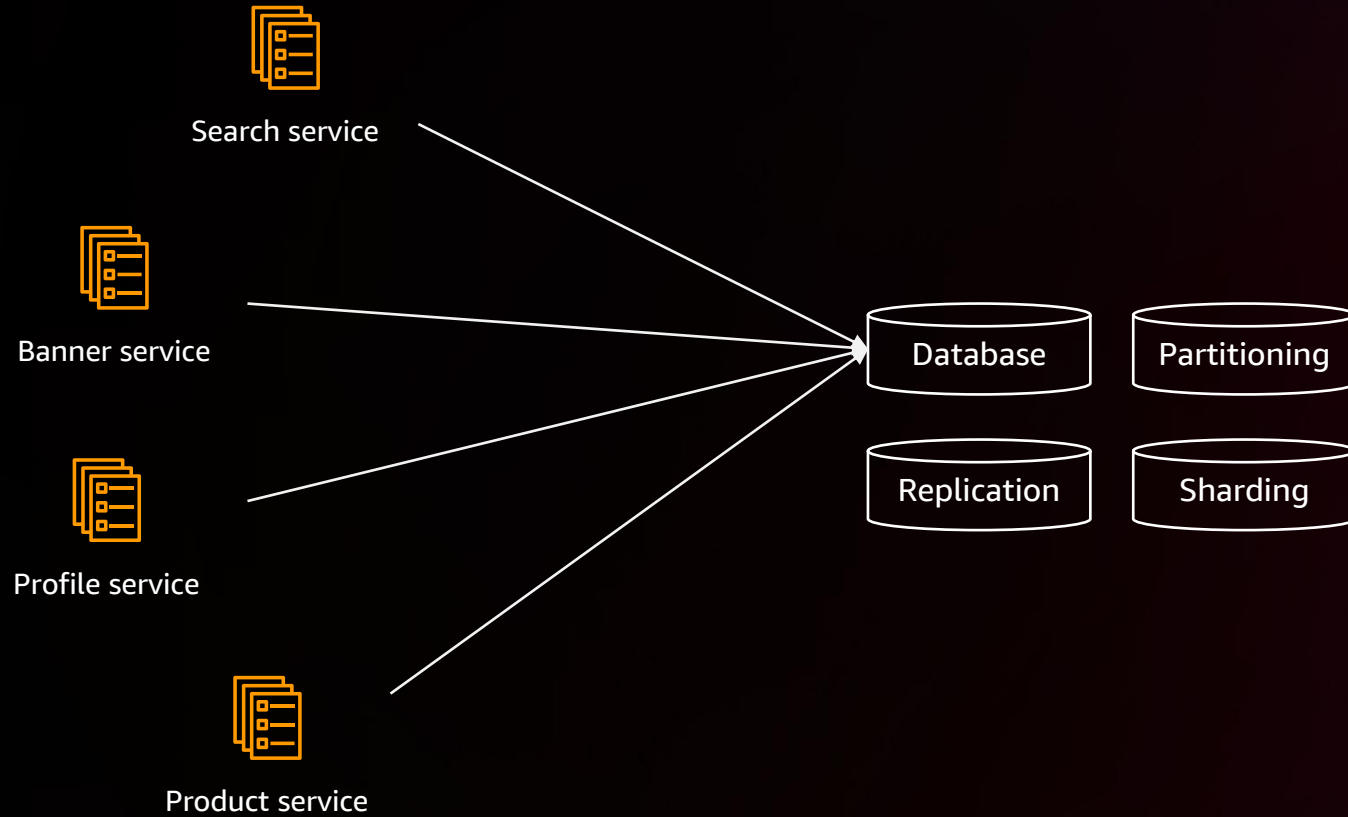 Search service
Banner service
Database
Partitioning
Replication
Sharding
Profile service
Product service